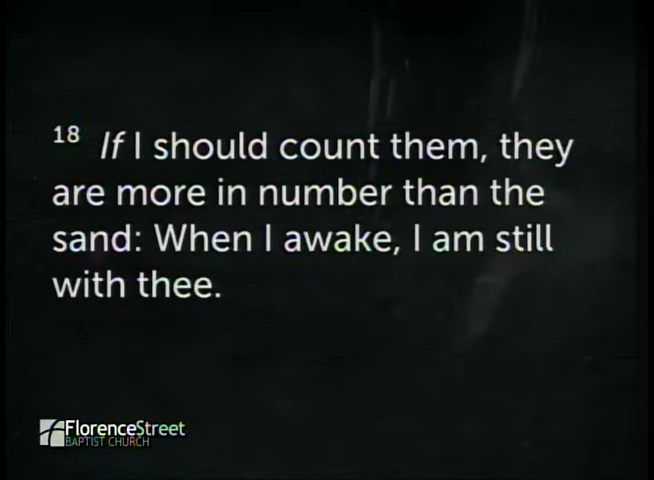 18 If I should count them, they
are more in number than the
sand: When I awake, I am still
with thee.
FlorenceStreet
BAPTIST CHURCH